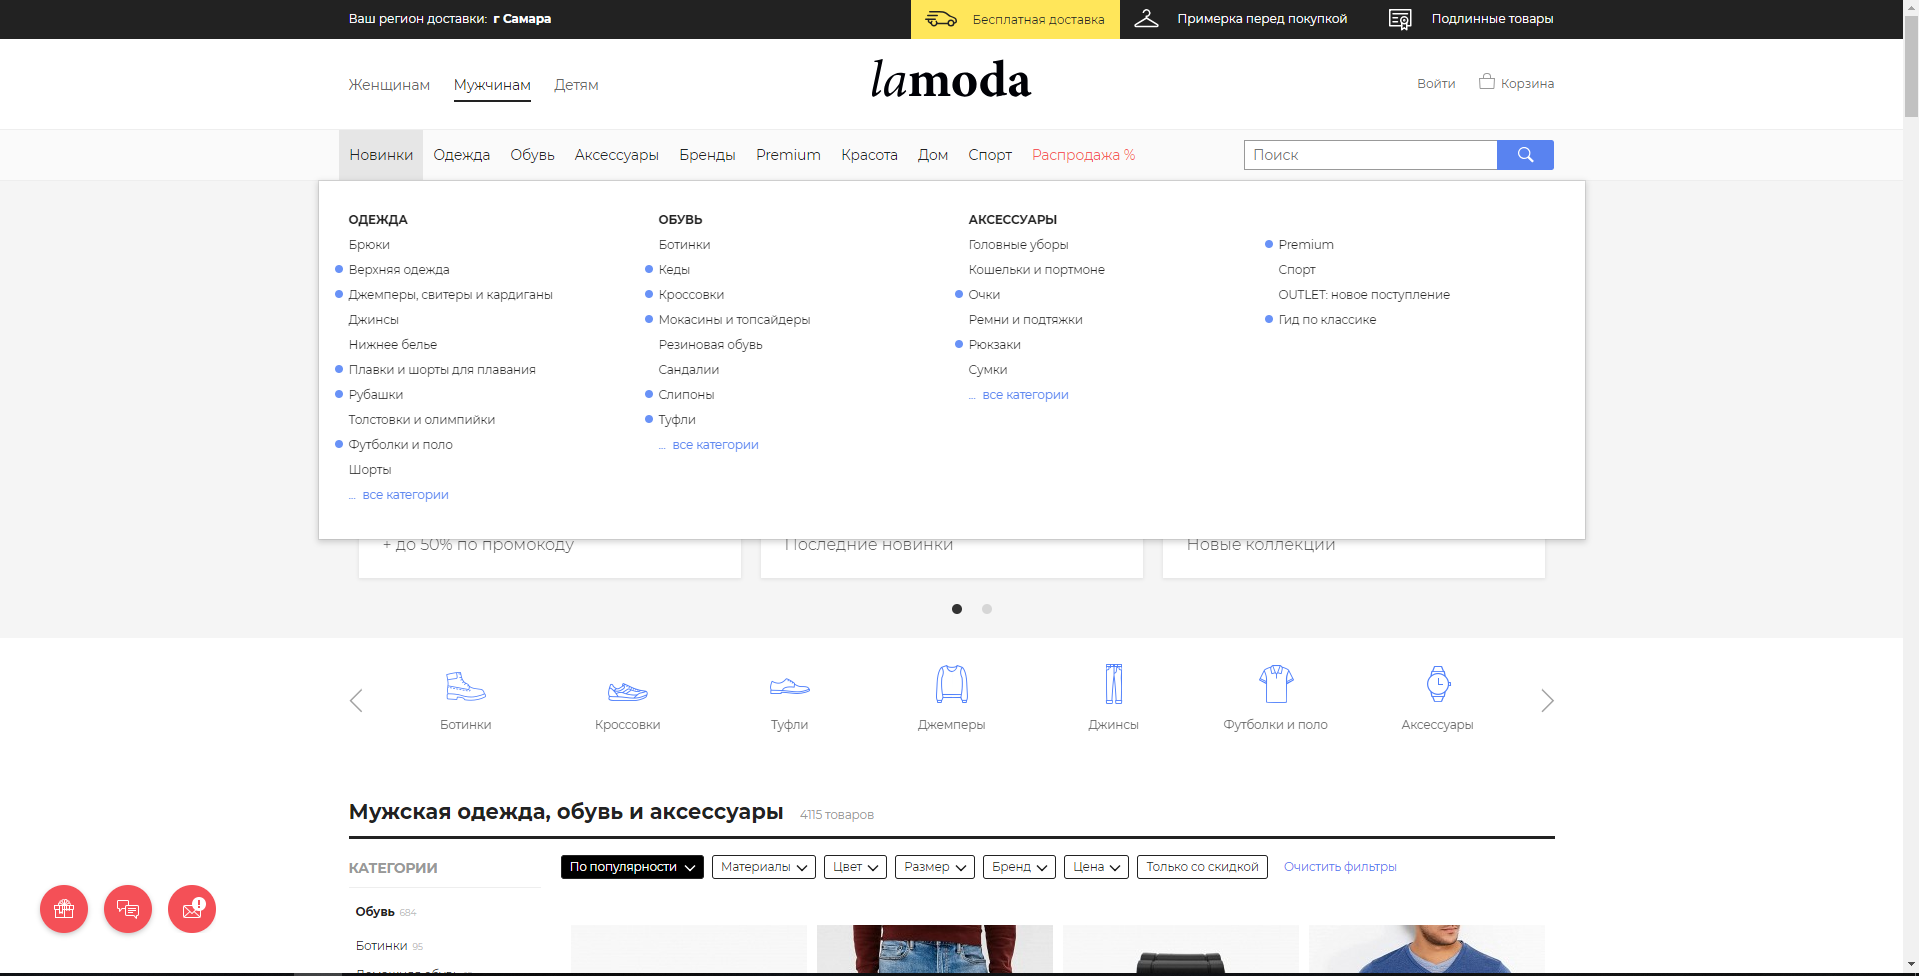 Ваш регион доставки: г Самара
Бесплатная доставка
Примерка перед покупкой
Подлинные товары
Женщинам Мужчинам Детям
lamoda
Войти
Корзина
Новинки Одежда Обувь Аксессуары Бренды Premium Красота Дом Спорт Распродажа %
Поиск
ОДЕЖДА
Брюки
Верхняя одежда
Джемперы, свитеры и кардиганы
Джинсы
Нижнее белье
Плавки и шорты для плавания
Рубашки
Толстовки и олимпийки
Футболки и поло
Шорты
... все категории
ОБУВЬ
Ботинки
Кеды
Кроссовки
Мокасины и топсайдеры
Резиновая обувь
Сандалии
Слипоны
Туфли
... все категории
АКСЕССУАРЫ
Головные уборы
Кошельки и портмоне
Очки
Ремни и подтяжки
Рюкзаки
Сумки
... все категории
Premium
Спорт
OUTLET: новое поступление
Гид по классике
+ до 50% по промокоду
Последние новинки
Новые коллекции
Ботинки
Кроссовки
Туфли
Джемперы
Джинсы
Футболки и поло
Аксессуары
Мужская одежда, обувь и аксессуары 4115 товаров
КАТЕГОРИИ
По популярности Материалы Цвет Размер Бренд Цена Только со скидкой Очистить фильтры
Обувь 684
Ботинки 95